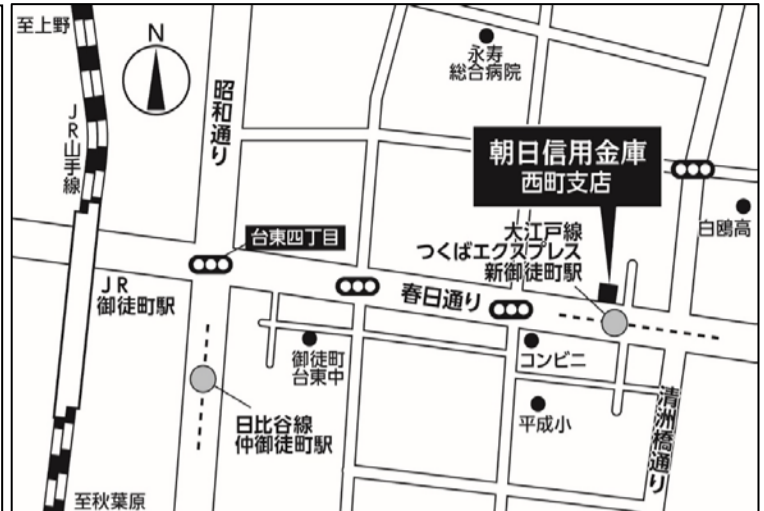 至上野
N
JR山手線
昭和通り
永寿
総合病院
朝日信用金庫
西町支店
白鷗高
台東四丁目
大江戸線
つくばエクスプレス
新御徒町駅
JR
御徒町駅
春日通り
御徒町
台東中
コンビニ
平成小
清洲橋通り
日比谷線
仲御徒町駅
至秋葉原